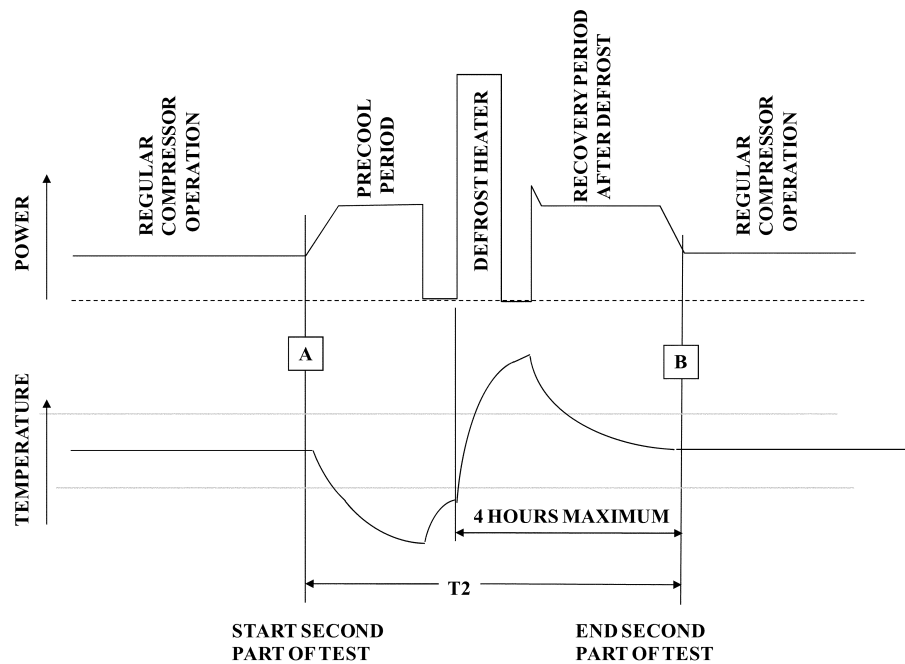 REGULAR
COMPRESSOR
OPERATION
PRECOOL
PERIOD
DEFROST HEATER
RECOVERY PERIOD
AFTER DEFROST
REGULAR
COMPRESSOR
OPERATION
POWER
A
B
TEMPERATURE
4 HOURS MAXIMUM
T2
START SECOND
PART OF TEST
END SECOND
PART OF TEST